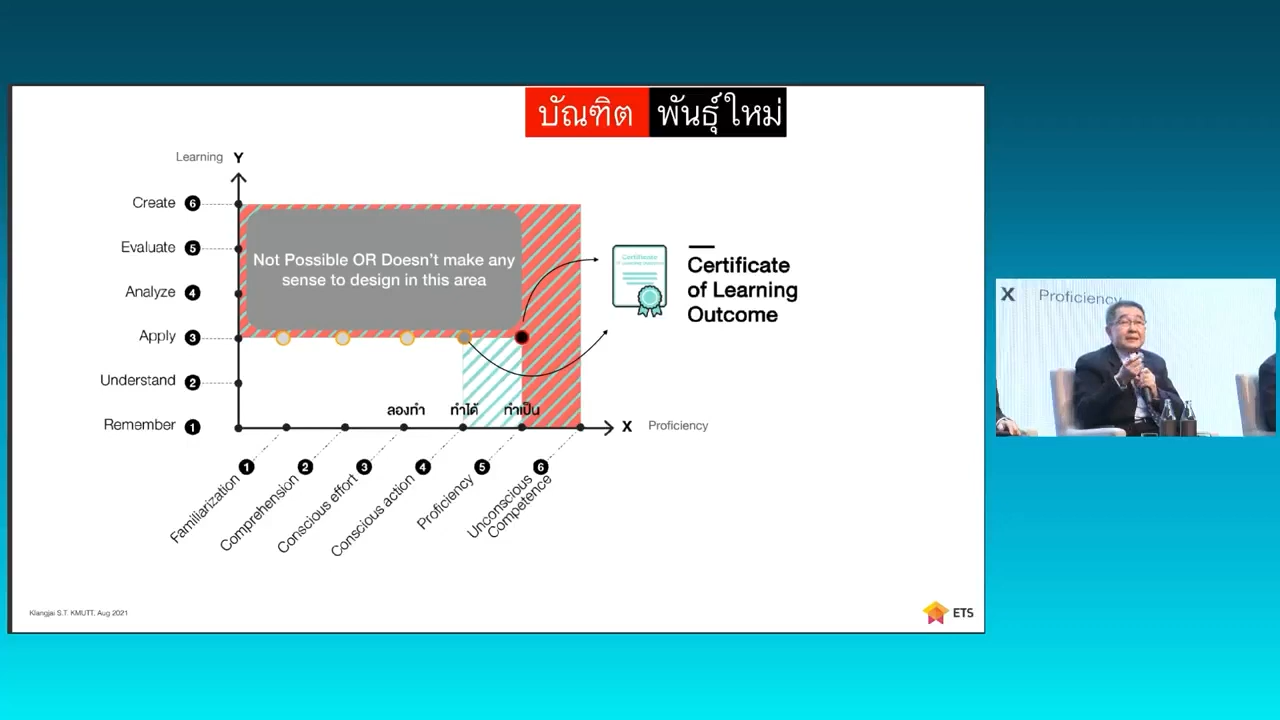 บัณฑิต พันธุ์ใหม่
Learning Y
Create 6
Evaluate 5
Analyze 4
Apply 3
Understand 2
Remember 1
Not Possible OR Doesn't make any
sense to design in this area
ลองทำ ทำได้ ทำเป็น
X Proficiency
1 2 3 4 5 6
Familiarization
Comprehension
Conscious effort
Conscious action
Proficiency
Unconscious
Competence
Certificate
Certificate
of Learning
Outcome
X Proficiency
Klangjai S.T. KMUTT. Aug 2021
ETS